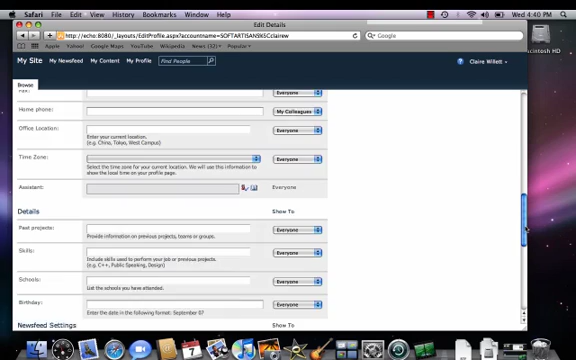 Safari File Edit View History Bookmarks Window Help
Wed 4:40 PM
Edit Details
http://echo:8080/_layouts/EditProfile.aspx?accountname=SOFTARTISANS%5Cclairew
Google
Apple Yahoo! Google Maps YouTube Wikipedia News (32) Popular
My Site My Newsfeed My Content My Profile Find People
Claire Willett
Browse
Fax: Everyone
Home phone: My Colleagues
Office Location: Everyone
Enter your current location.
(e.g. China, Tokyo, West Campus)
Time Zone: Everyone
Select the time zone for your current location. We will use this information to
show the local time on your profile page.
Assistant: Everyone
Details Show To
Past projects: Everyone
Provide information on previous projects, teams or groups.
Skills: Everyone
Include skills used to perform your job or previous projects.
(e.g. C++, Public Speaking, Design)
Schools: Everyone
List the schools you have attended.
Birthday: Everyone
Enter the date in the following format: September 07
Newsfeed Settings
Macintosh HD
7